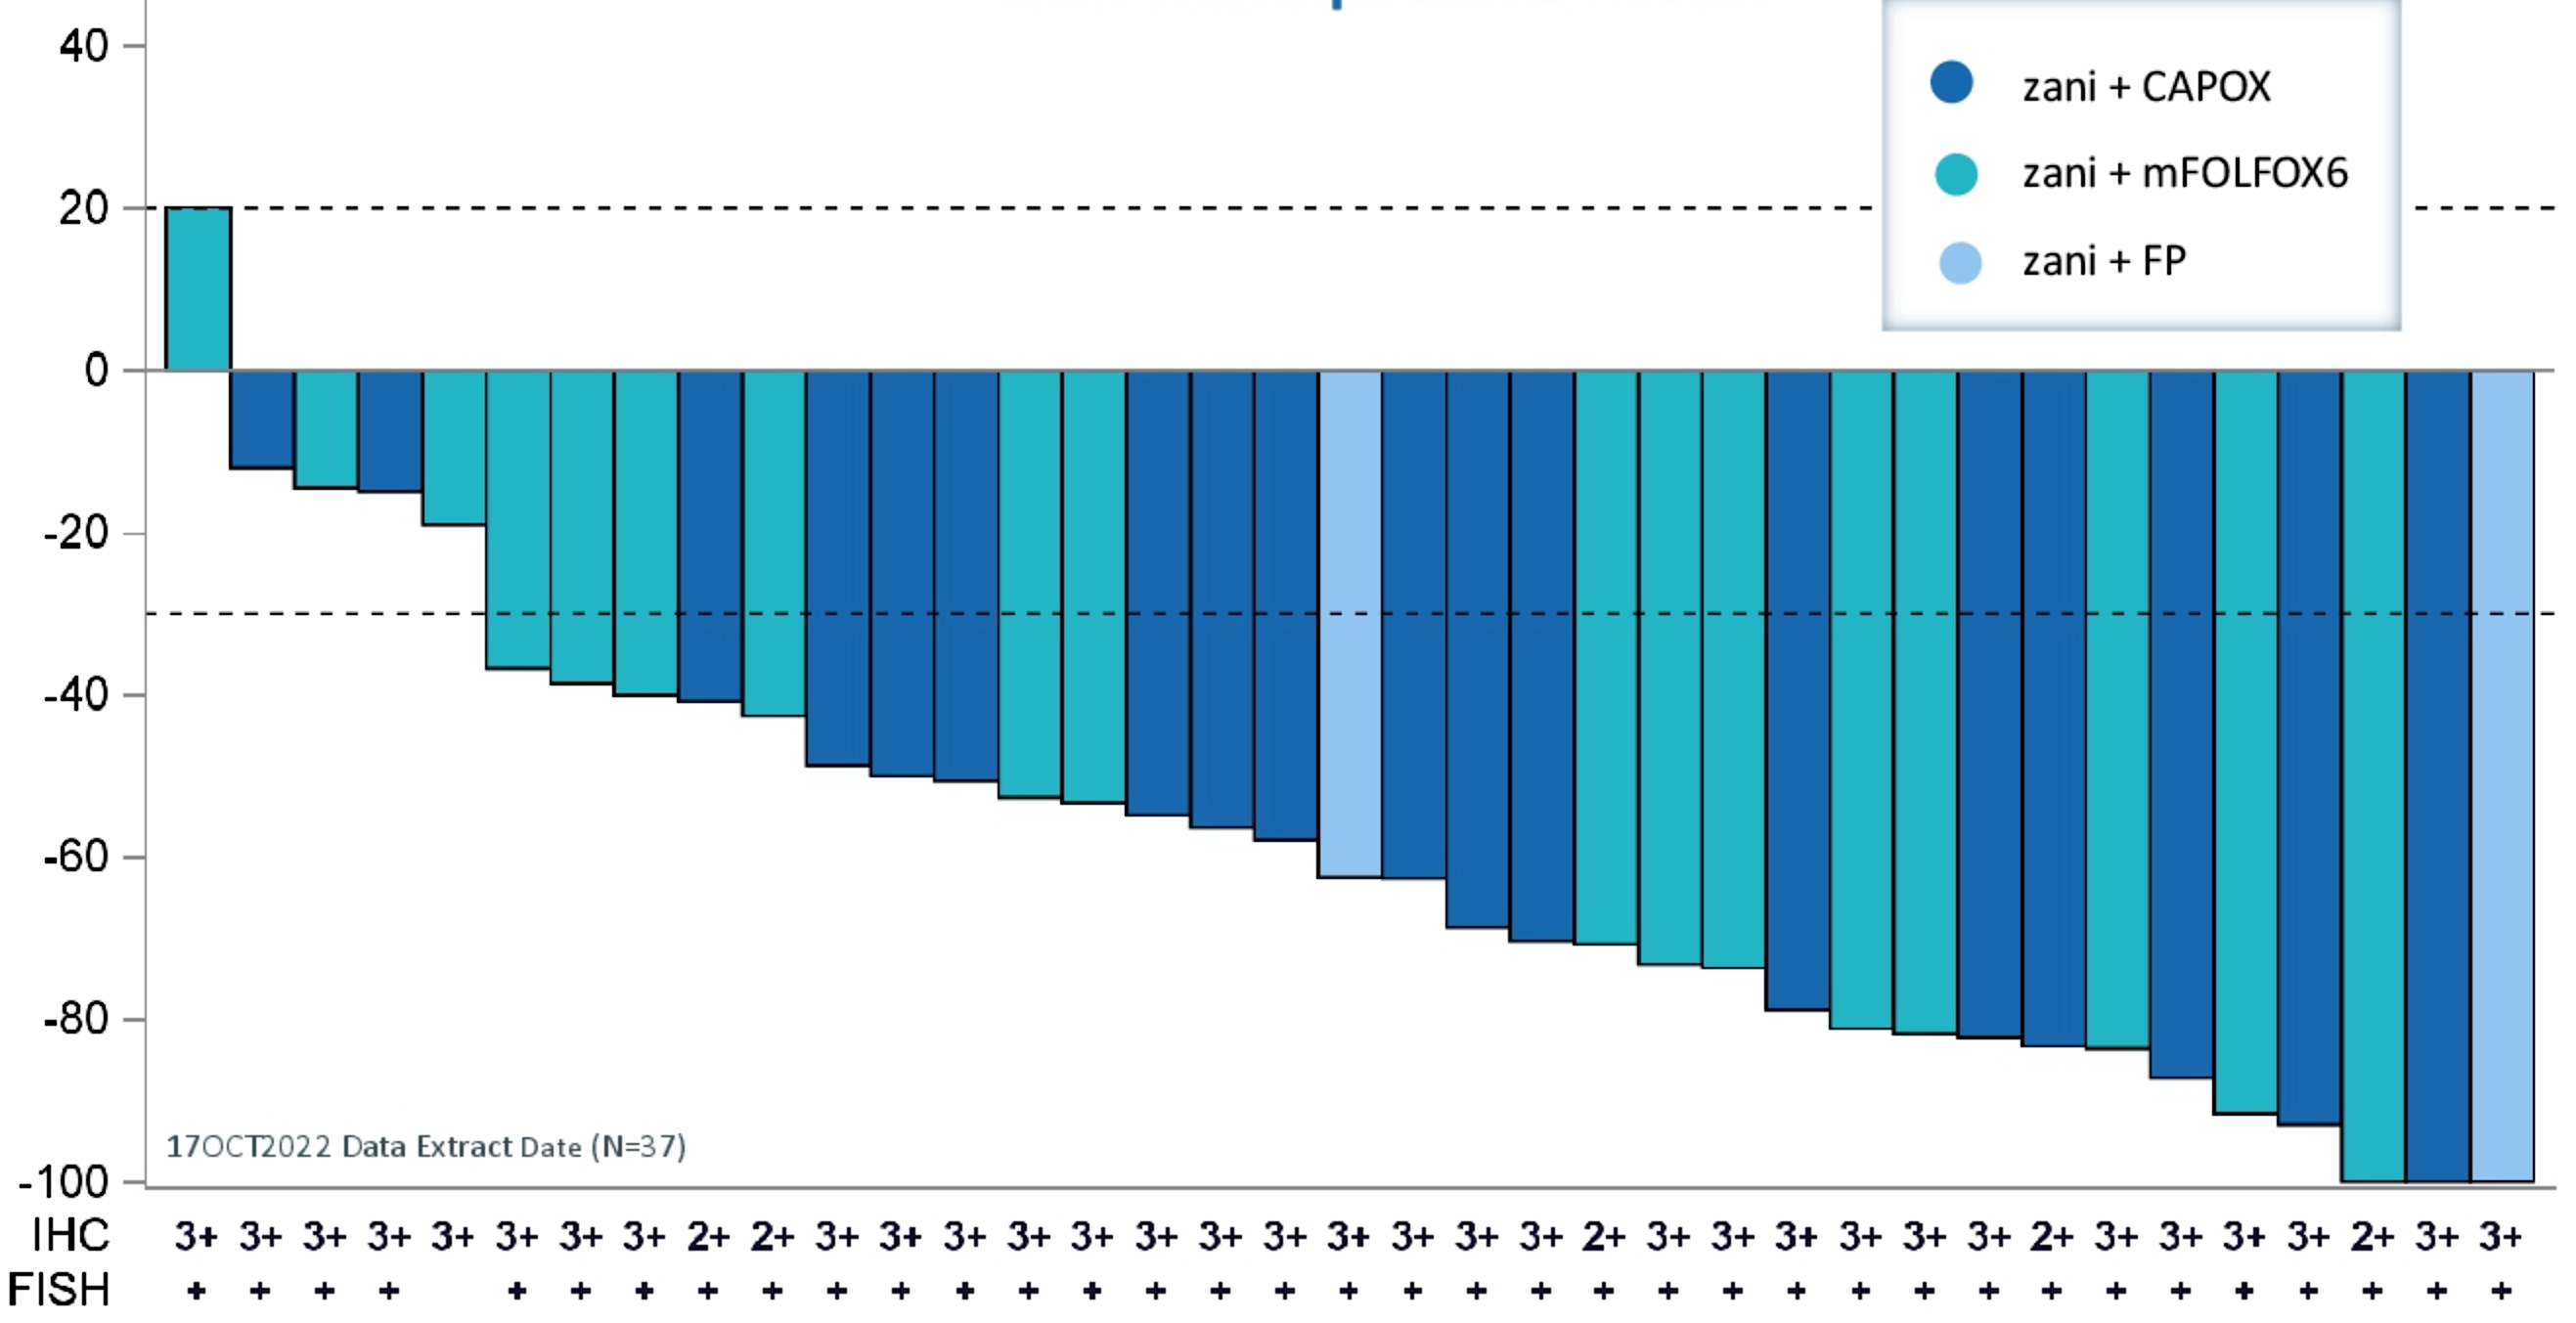 40
zani + CAPOX
zani + mFOLFOX6
20
zani + FP
0
-20
-40
-60
-80
17OCT2022 Data Extract Date (N=37)
-100
IHC 3+ 3+ 3+ 3+ 3+ 3+ 3+ 3+ 2+ 2+ 3+ 3+ 3+ 3+ 3+ 3+ 3+ 3+ 3+ 3+ 3+ 3+ 2+ 3+ 3+ 3+ 3+ 3+ 3+ 2+ 3+ 3+ 3+ 3+ 2+ 3+ 3+
FISH + + + + + + + + + + + + + + + + + + + + + + + + + + + + + + + + + + + +